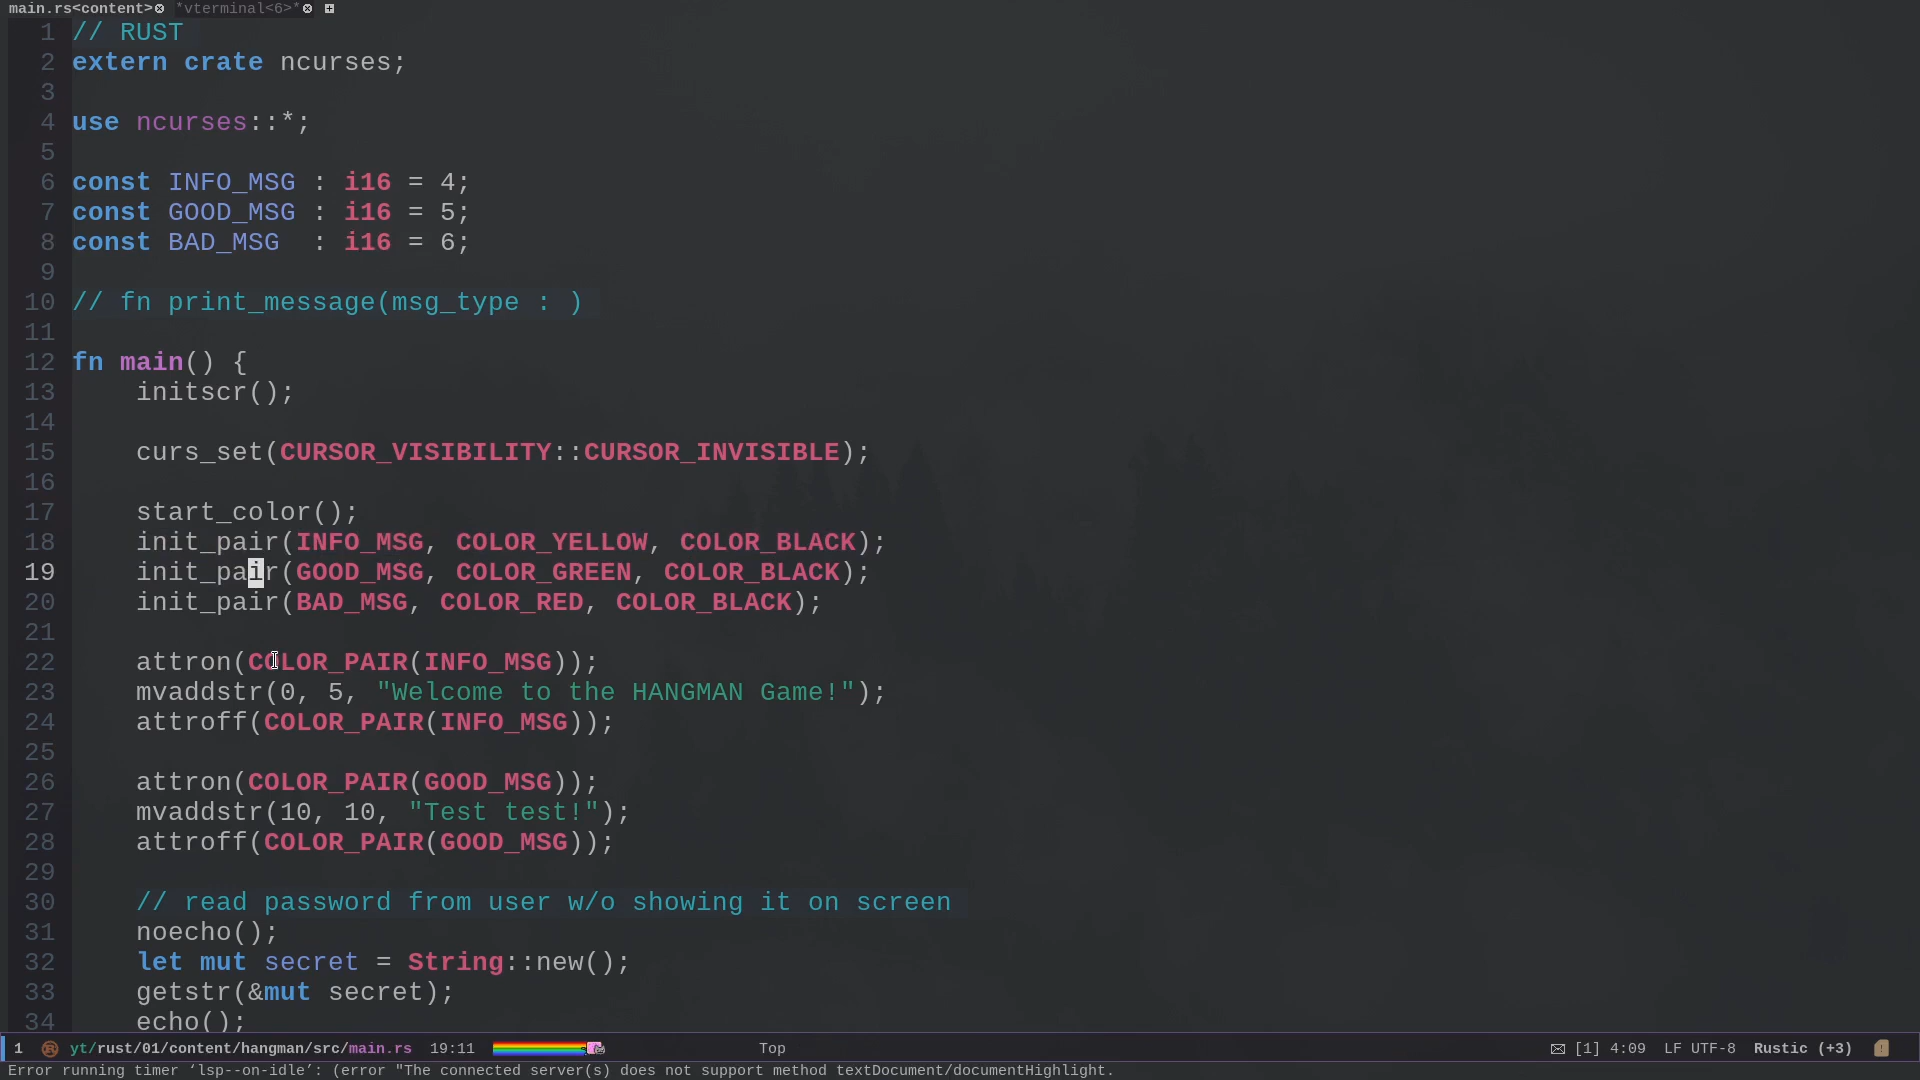 main.rs<content> *vterminal<6>*
1 // RUST
2 extern crate ncurses;
3
4 use ncurses::*;
5
6 const INFO_MSG : i16 = 4;
7 const GOOD_MSG : i16 = 5;
8 const BAD_MSG  : i16 = 6;
9
10 // fn print_message(msg_type : )
11
12 fn main() {
13     initscr();
14
15     curs_set(CURSOR_VISIBILITY::CURSOR_INVISIBLE);
16
17     start_color();
18     init_pair(INFO_MSG, COLOR_YELLOW, COLOR_BLACK);
19     init_pair(GOOD_MSG, COLOR_GREEN, COLOR_BLACK);
20     init_pair(BAD_MSG, COLOR_RED, COLOR_BLACK);
21
22     attron(COLOR_PAIR(INFO_MSG));
23     mvaddstr(0, 5, "Welcome to the HANGMAN Game!");
24     attroff(COLOR_PAIR(INFO_MSG));
25
26     attron(COLOR_PAIR(GOOD_MSG));
27     mvaddstr(10, 10, "Test test!");
28     attroff(COLOR_PAIR(GOOD_MSG));
29
30     // read password from user w/o showing it on screen
31     noecho();
32     let mut secret = String::new();
33     getstr(&mut secret);
34     echo();
1 yt/rust/01/content/hangman/src/main.rs 19:11 Top [1] 4:09 LF UTF-8 Rustic (+3)
Error running timer ‘lsp--on-idle’: (error "The connected server(s) does not support method textDocument/documentHighlight.